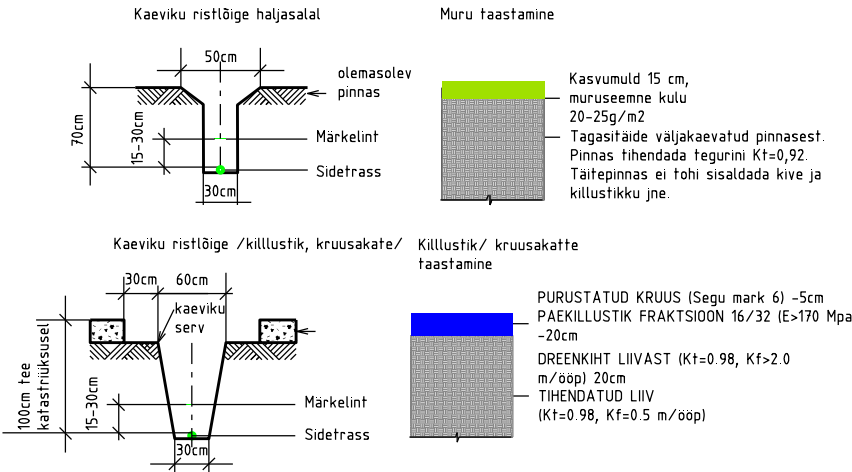 Kaeviku ristlõige haljasalal
50cm
olemasolev
pinnas
70cm
15-30cm
Märkelint
Sidetrass
30cm
Muru taastamine
Kasvumuld 15 cm,
muruseemne kulu
20-25g/m2
Tagasitäide väljakaevatud pinnasest.
Pinnas tihendada tegurini Kt=0,92.
Täitepinnas ei tohi sisaldada kive ja
killustikku jne.
Kaeviku ristlõige /killlustik, kruusakate/
30cm
60cm
kaeviku
serv
100cm tee
katastriüksusel
15-30cm
Märkelint
Sidetrass
30cm
Killlustik/ kruusakatte
taastamine
PURUSTATUD KRUUS (Segu mark 6) -5cm
PAEKILLUSTIK FRAKTSIOON 16/32 (E>170 Mpa
-20cm
DREENKIHT LIIVAST (Kt=0.98, Kf>2.0
m/ööp) 20cm
TIHENDATUD LIIV
(Kt=0.98, Kf=0.5 m/ööp)